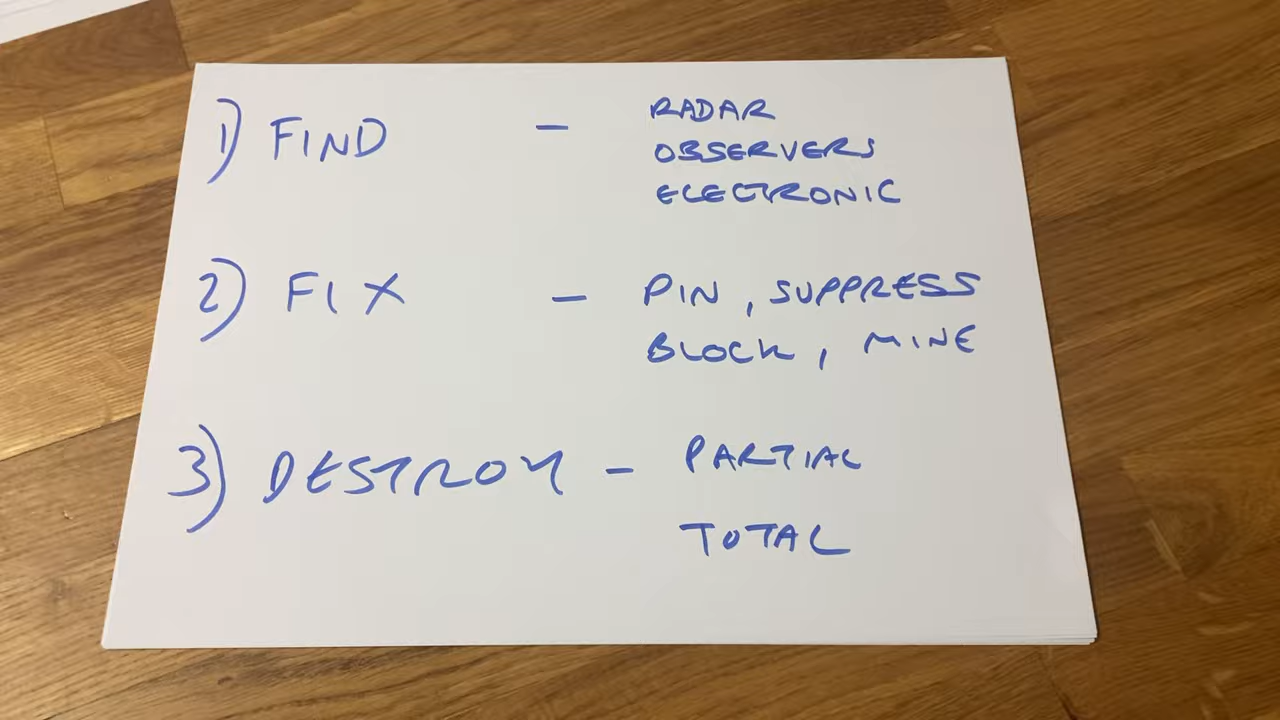 1) FIND - RADAR
OBSERVERS
ELECTRONIC
2) FIX - PIN, SUPPRESS
BLOCK, MINE
3) DESTROY - PARTIAL
TOTAL